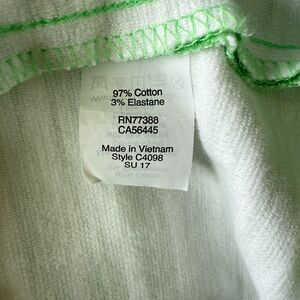 97% Cotton
3% Elastane
RN77388
CA56445
Made in Vietnam
Style C4098
SU 17